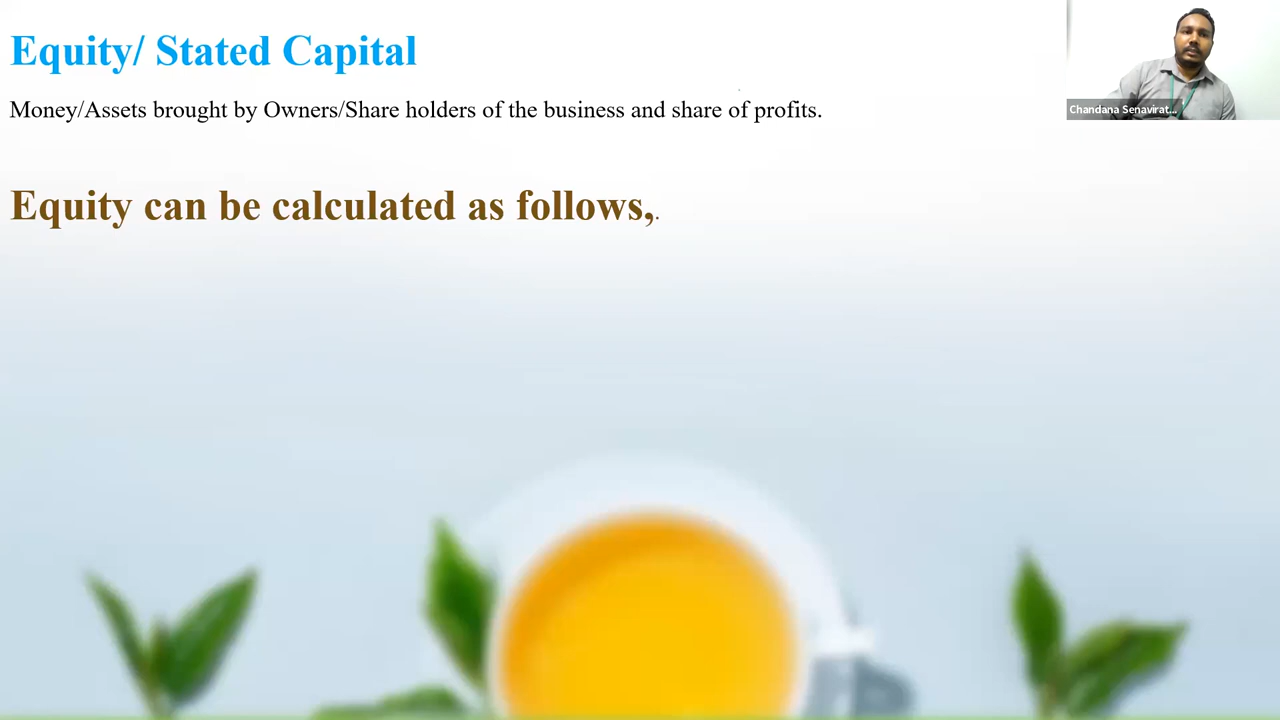 Equity/ Stated Capital
Money/Assets brought by Owners/Share holders of the business and share of profits.
Chandana Senavirat...
Equity can be calculated as follows,.